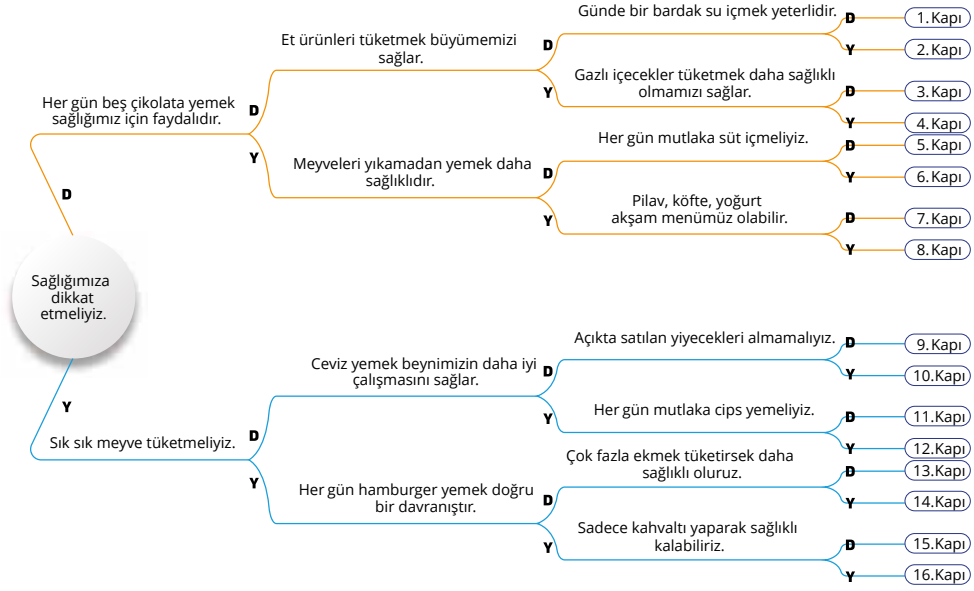 Sağlığımıza
dikkat
etmeliyiz.
D
Y
Her gün beş çikolata yemek
sağlığımız için faydalıdır.
D
Y
Et ürünleri tüketmek büyümemizi
sağlar.
D
Y
Günde bir bardak su içmek yeterlidir.
D
1.Kapı
Y
2.Kapı
Gazlı içecekler tüketmek daha sağlıklı
olmamızı sağlar.
D
3.Kapı
Y
4.Kapı
Meyveleri yıkamadan yemek daha
sağlıklıdır.
D
Y
Her gün mutlaka süt içmeliyiz.
D
5.Kapı
Y
6.Kapı
Pilav, köfte, yoğurt
akşam menümüz olabilir.
D
7.Kapı
Y
8.Kapı
Sık sık meyve tüketmeliyiz.
D
Y
Ceviz yemek beynimizin daha iyi
çalışmasını sağlar.
D
Y
Açıkta satılan yiyecekleri almamalıyız.
D
9.Kapı
Y
10.Kapı
Her gün mutlaka cips yemeliyiz.
D
11.Kapı
Y
12.Kapı
Her gün hamburger yemek doğru
bir davranıştır.
D
Y
Çok fazla ekmek tüketirsek daha
sağlıklı oluruz.
D
13.Kapı
Y
14.Kapı
Sadece kahvaltı yaparak sağlıklı
kalabiliriz.
D
15.Kapı
Y
16.Kapı